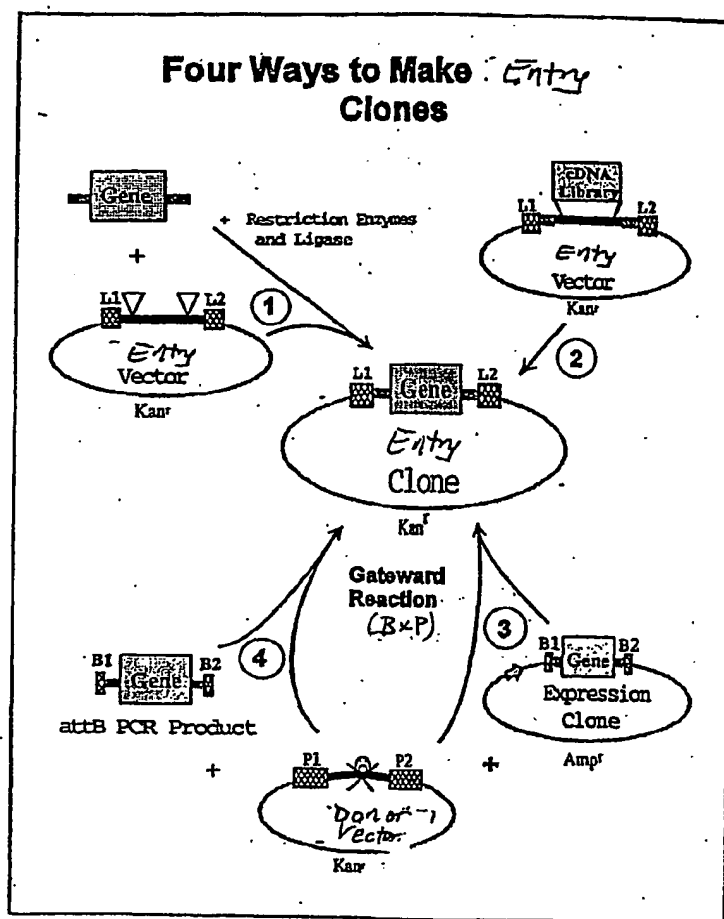 Four Ways to Make Entry
Clones
Gene
+ Restriction Enzymes
and Ligase
+
L1
L2
Entry
Vector
Kanr
1
cDNA
Library
L1
L2
Entry
Vector
Kanr
2
L1
Gene
L2
Entry
Clone
Kanr
Gateward
Reaction
(BxP)
4
3
B1
Gene
B2
attB PCR Product
+
B1
Gene
B2
Expression
Clone
Ampr
+
P1
P2
Donor
Vector
Kanr